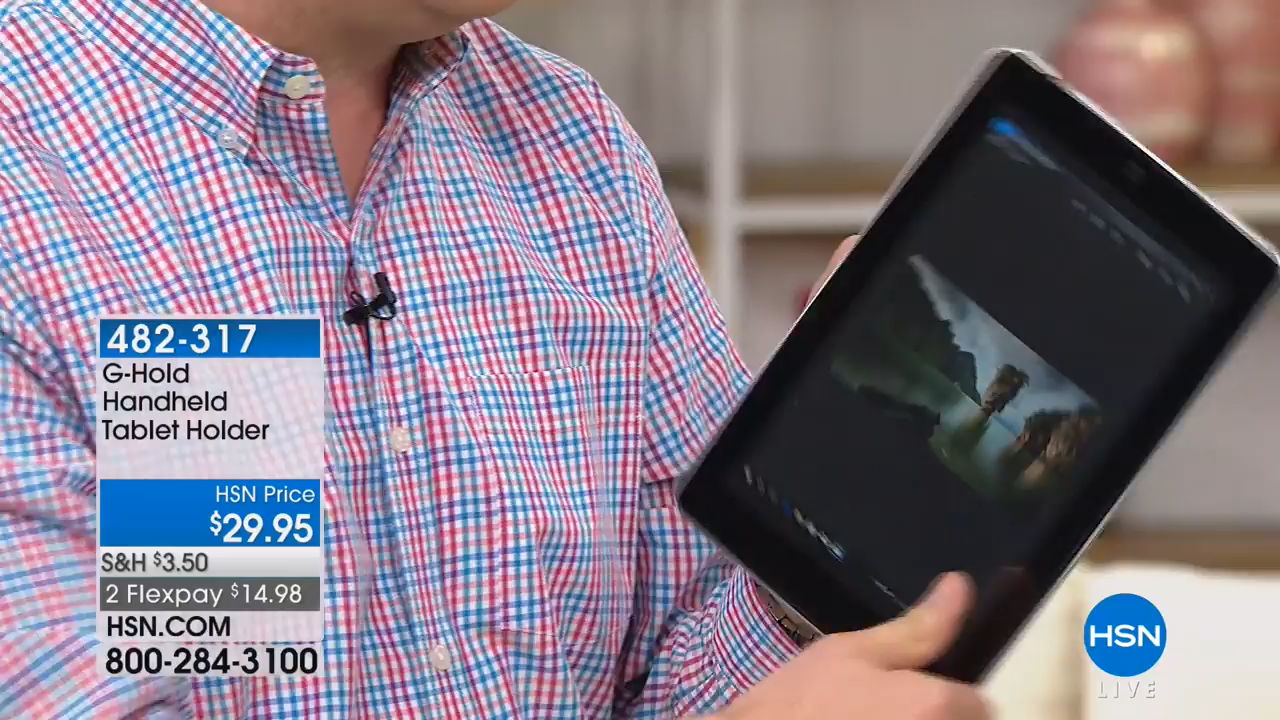 482-317
G-Hold
Handheld
Tablet Holder
HSN Price
$29.95
S&H $3.50
2 Flexpay $14.98
HSN.COM
800-284-3100
HSN
LIVE